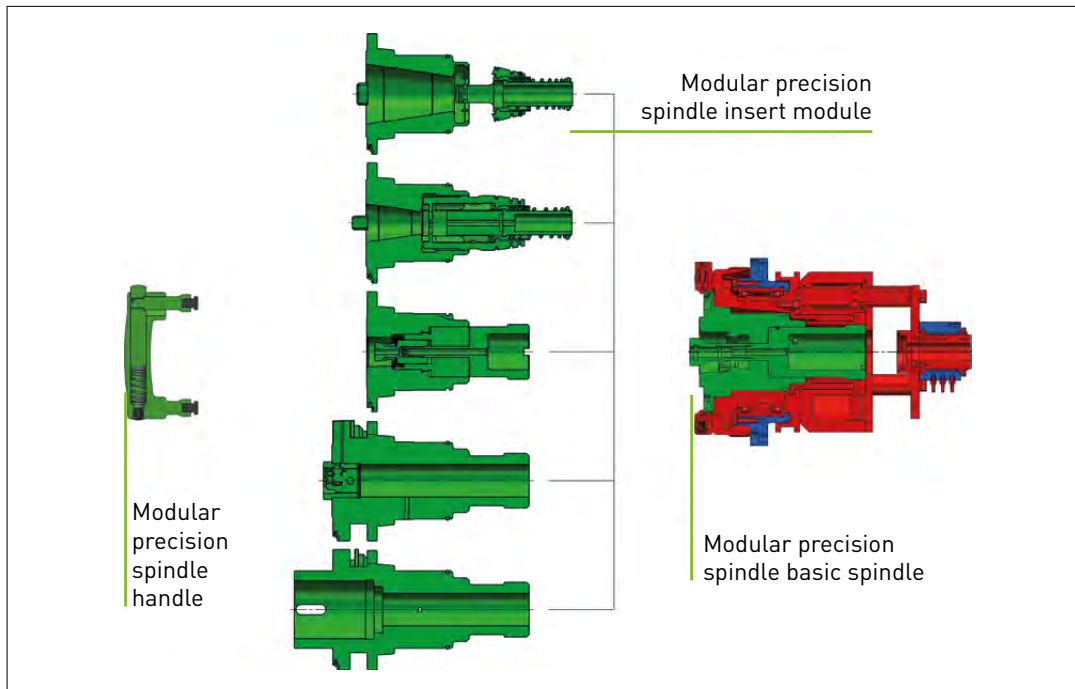 Modular precision
spindle insert module
Modular
precision
spindle
handle
Modular precision
spindle basic spindle